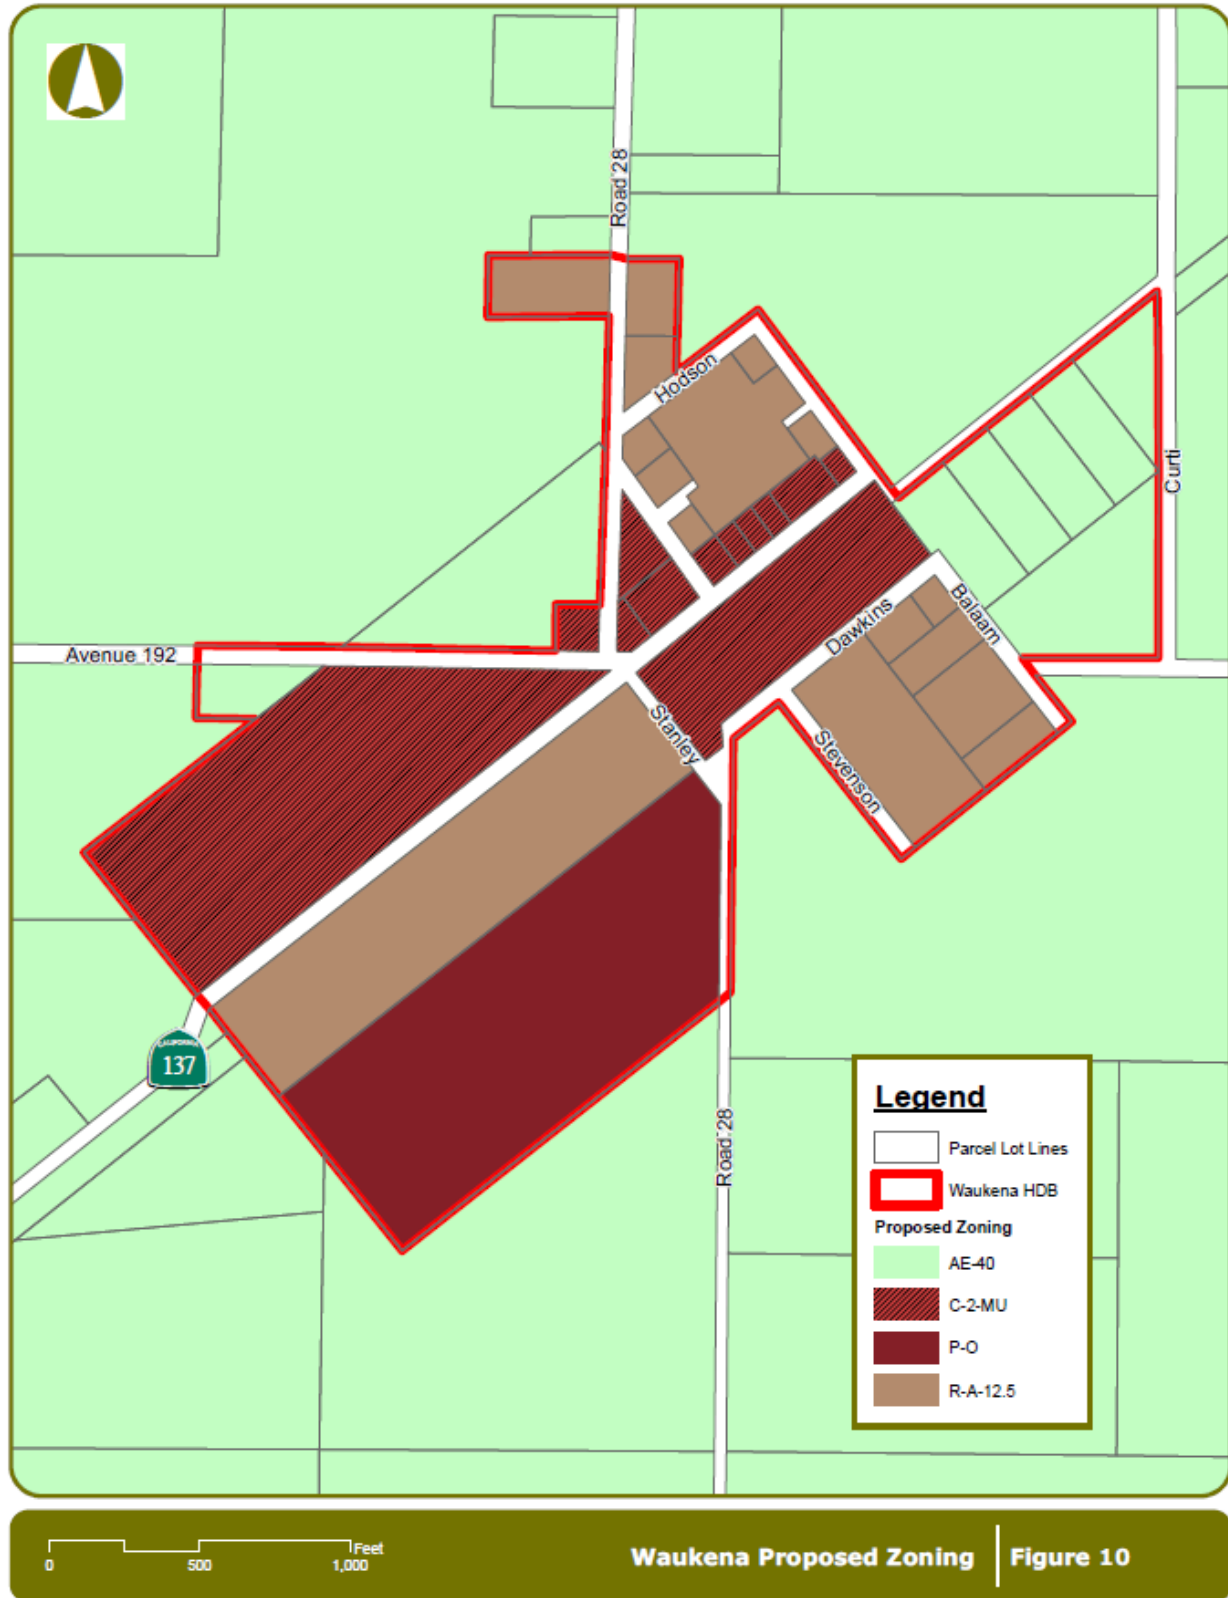 Road 28
Hodson
Curti
Avenue 192
Dawkins
Balaam
Stanley
Stevenson
CALIFORNIA
137
Road 28
Legend
Parcel Lot Lines
Waukena HDB
Proposed Zoning
AE-40
C-2-MU
P-O
R-A-12.5
Feet
0 500 1,000
Waukena Proposed Zoning Figure 10